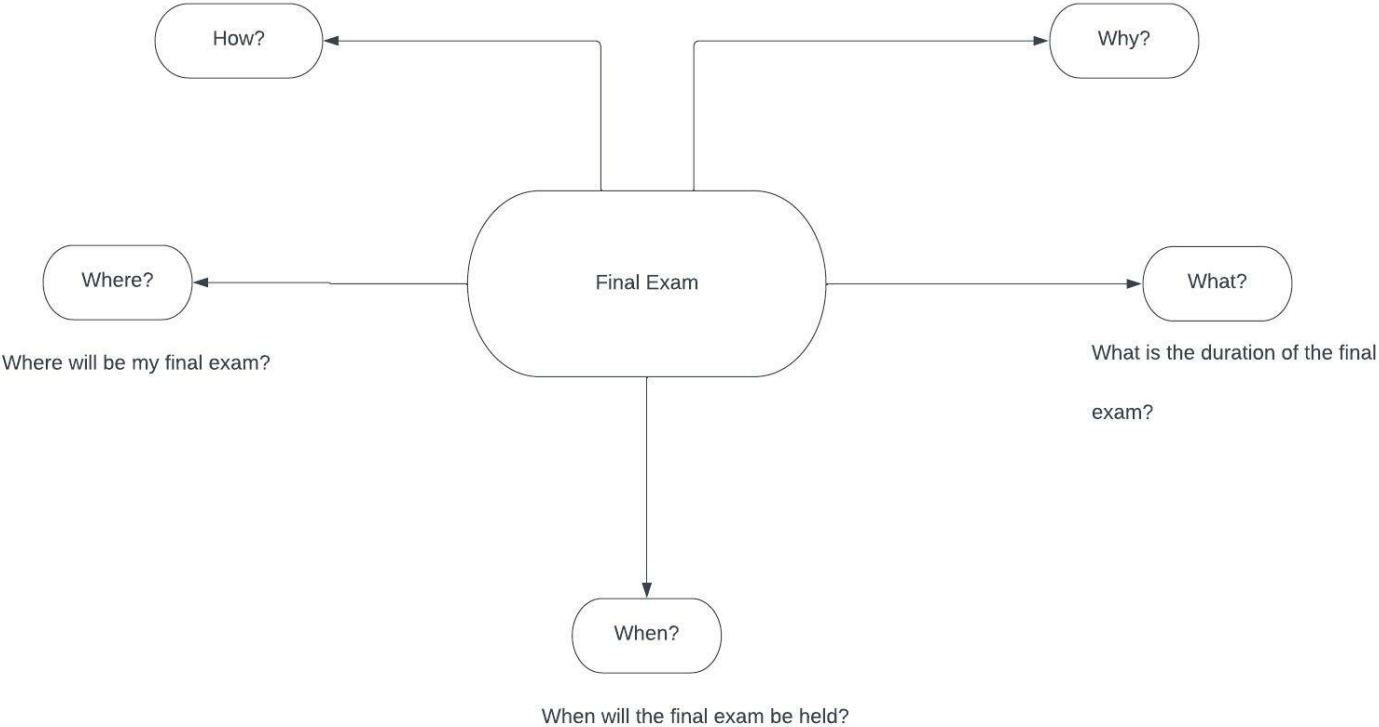 How?
Why?
Where?
Final Exam
What?
Where will be my final exam?
What is the duration of the final
exam?
When?
When will the final exam be held?